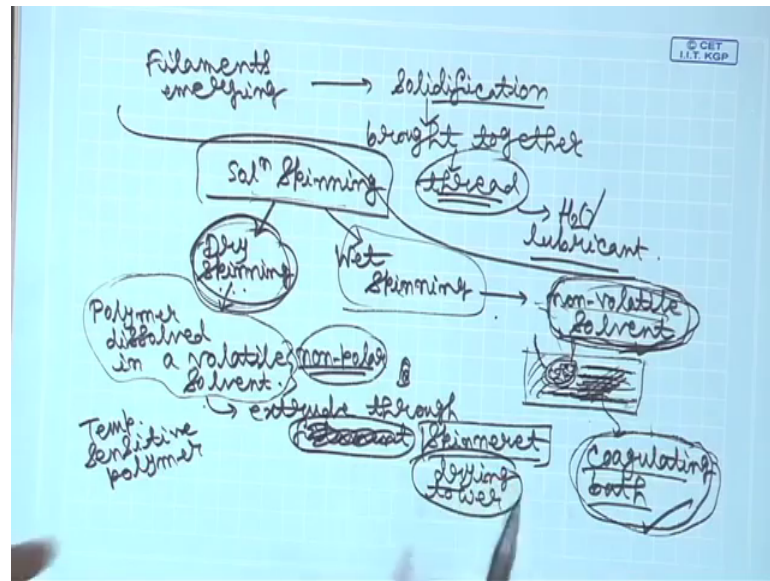 © CET
I.I.T. KGP
Filaments
emerging → Solidification
brought together
thread
H₂O/
lubricant.
Solⁿ Spinning
Dry
Spinning
Wet
Spinning
non-volatile
Solvent
Polymer
dissolved
in a volatile
Solvent.
non-polar
extrude through
Spinneret
drying
tower
Temp.
Sensitive
polymer
Coagulating
bath